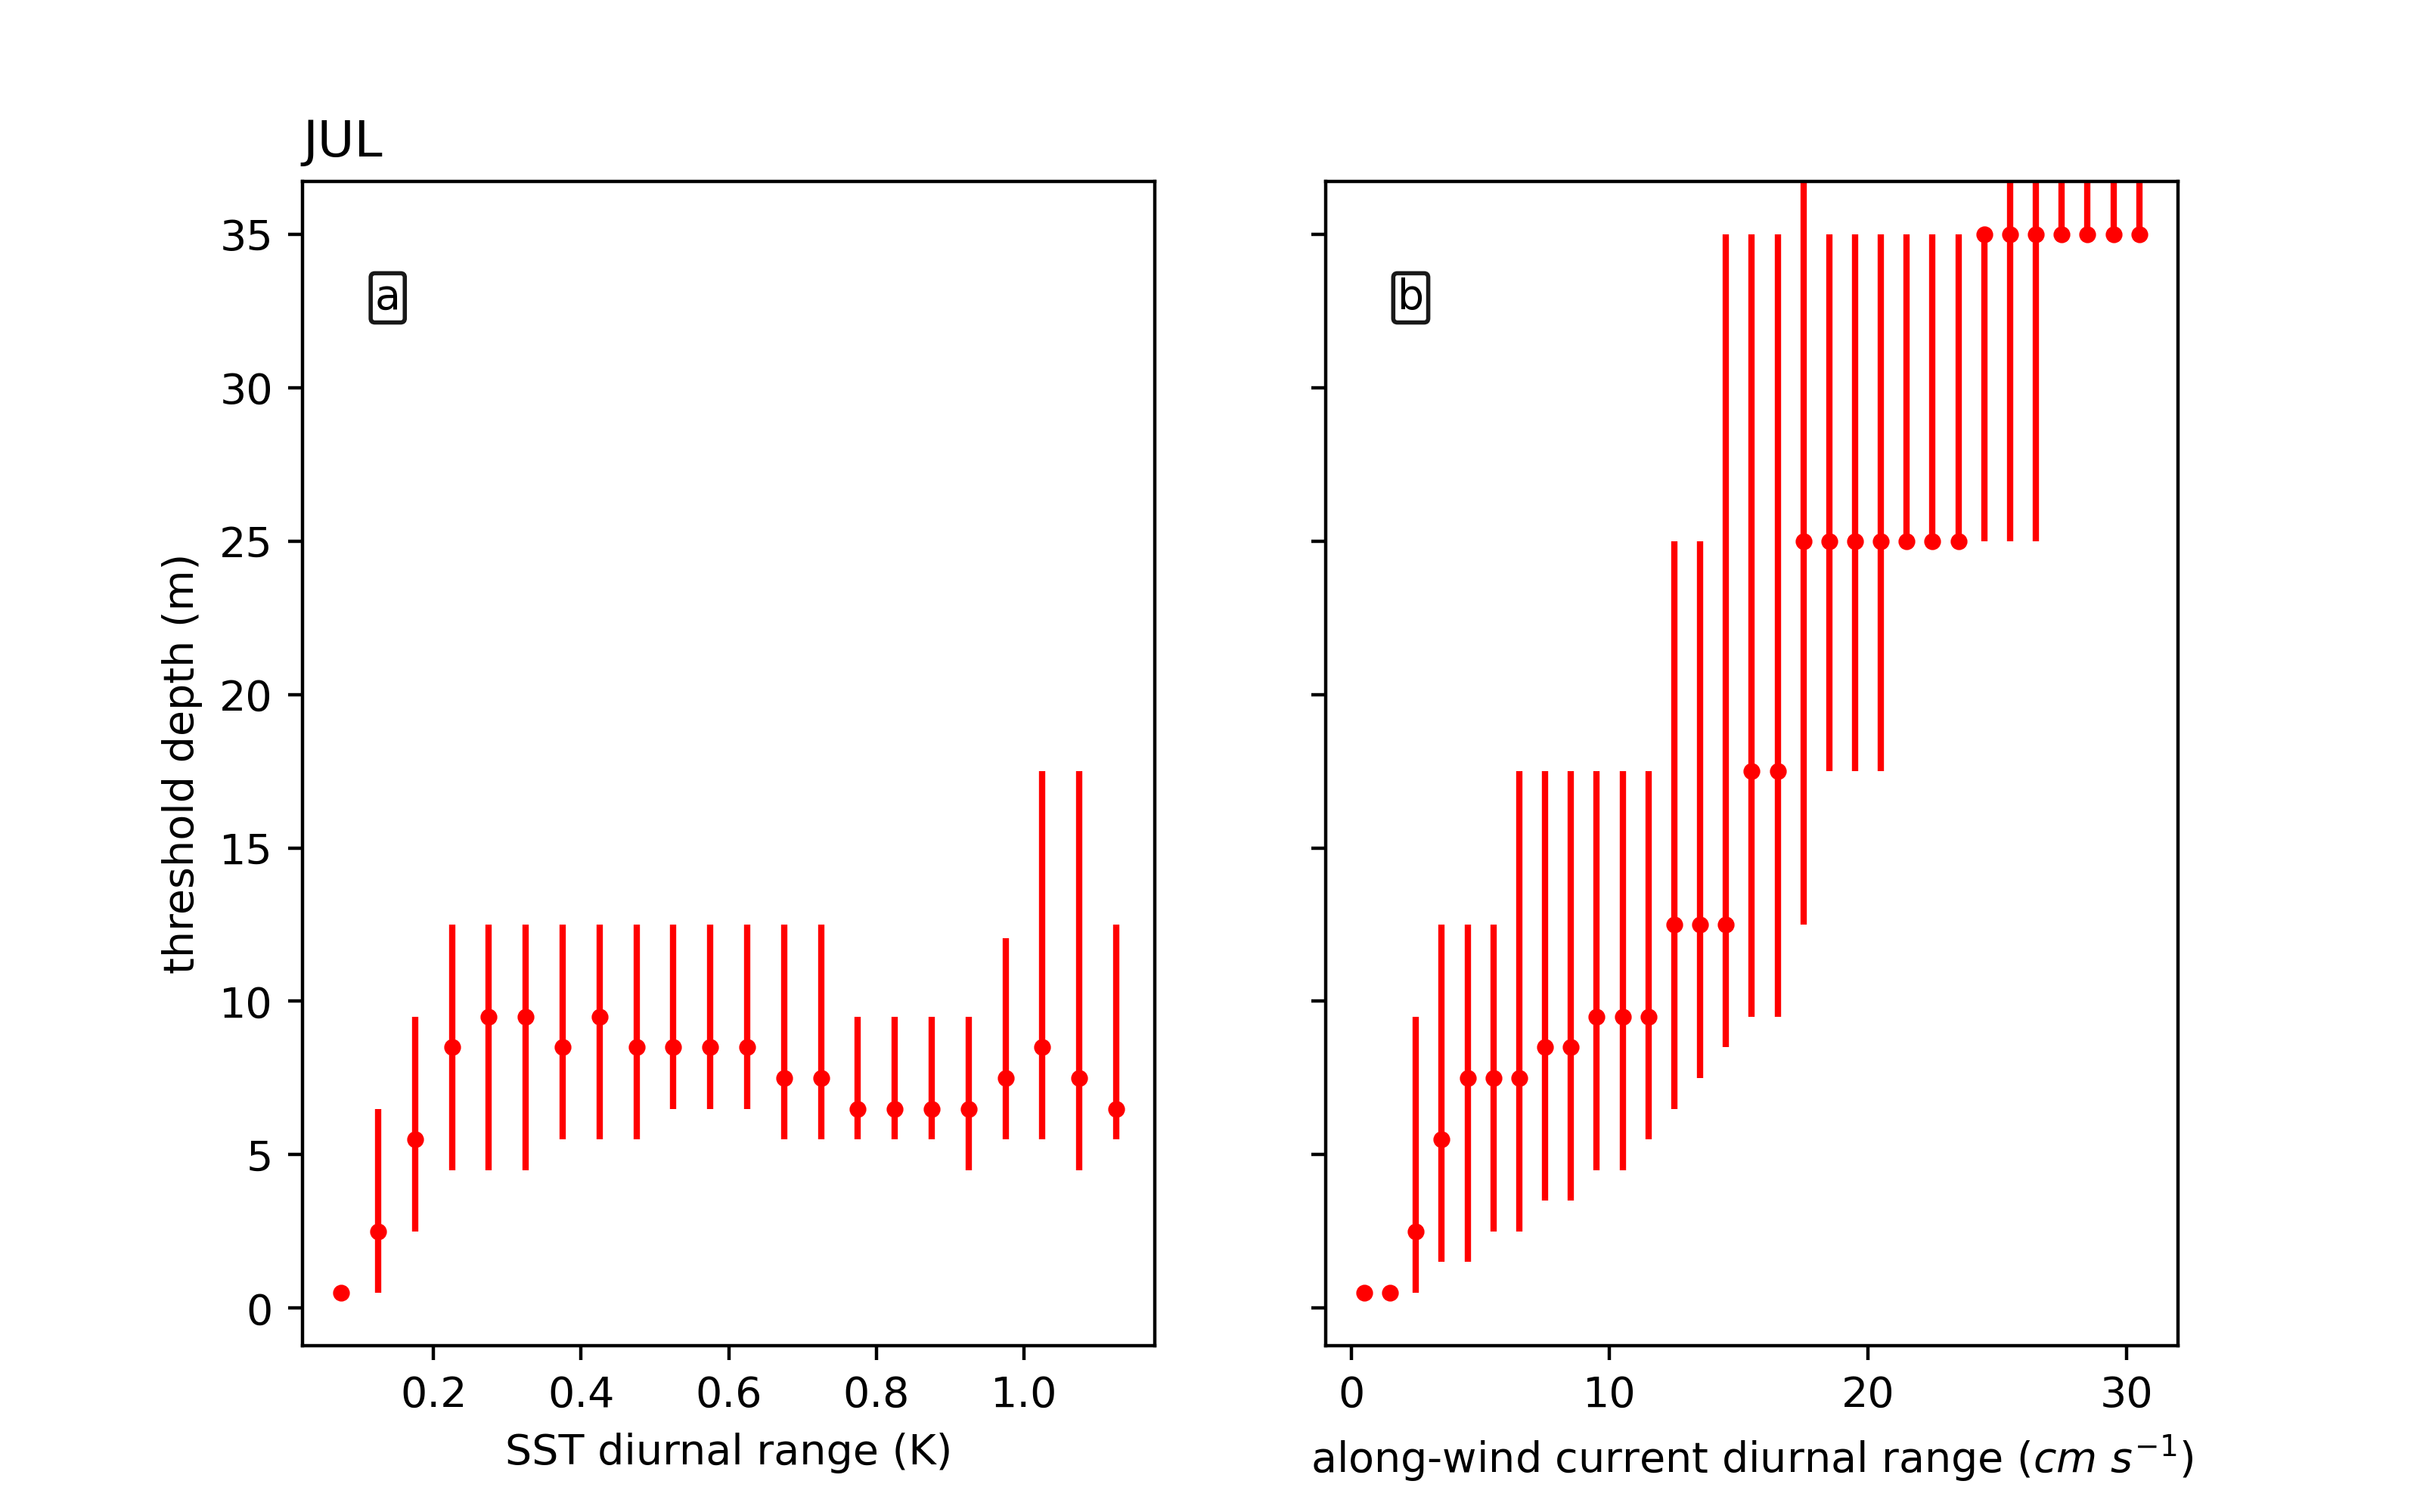 JUL
a
b
threshold depth (m)
35
30
25
20
15
10
5
0
0.2 0.4 0.6 0.8 1.0
SST diurnal range (K)
0 10 20 30
along-wind current diurnal range (cm s⁻¹)